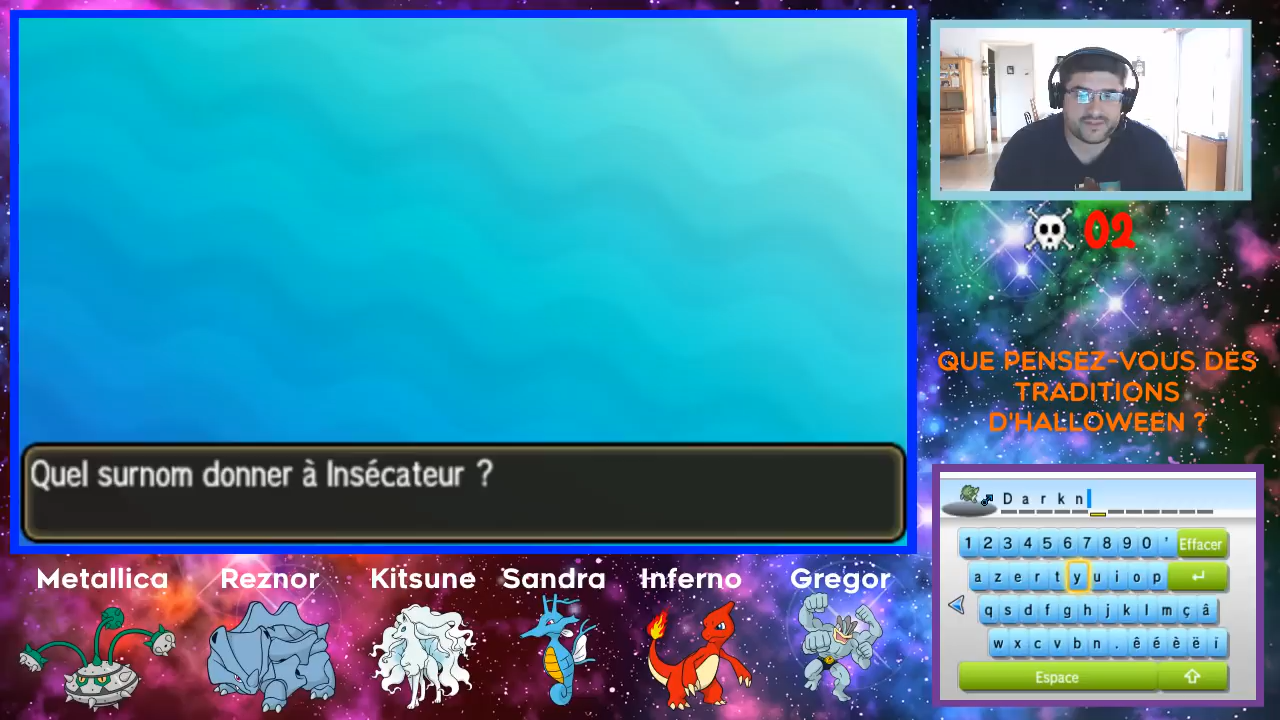 02
QUE PENSEZ-VOUS DES
TRADITIONS
D'HALLOWEEN ?
Quel surnom donner à Insécateur ?
Darkn
1 2 3 4 5 6 7 8 9 0 ' Effacer
a z e r t y u i o p
q s d f g h j k l m ç â
w x c v b n . ê é è ë i
Espace
Metallica Reznor Kitsune Sandra Inferno Gregor